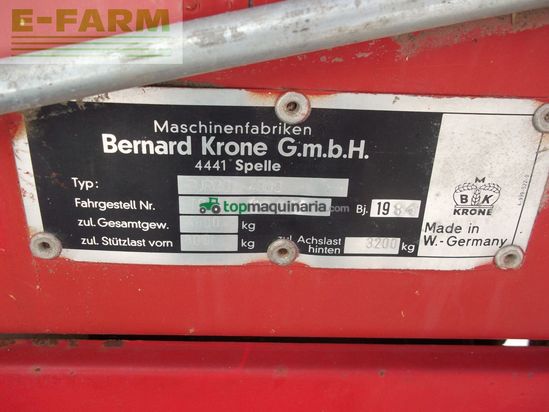 E-FARM
Maschinenfabriken
Bernard Krone G.m.b.H.
4441 Spelle
Typ:
Fahrgestell Nr.
topmaquinaria.com
Bj. 1984
zul. Gesamtgew. kg
zul. Stützlast vorn kg
zul. Achslast hinten 3200 kg
M
B K
KRONE
Made in
W.-Germany